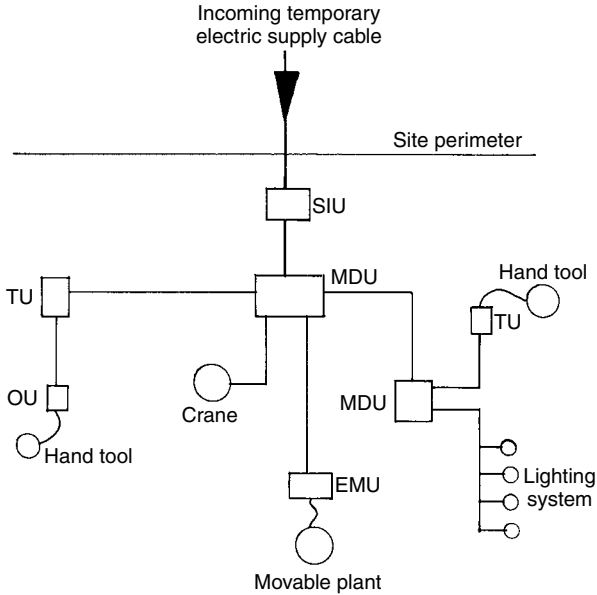 Incoming temporary
electric supply cable
Site perimeter
SIU
MDU
Hand tool
TU
TU
OU
Crane
MDU
Hand tool
EMU
Lighting
system
Movable plant